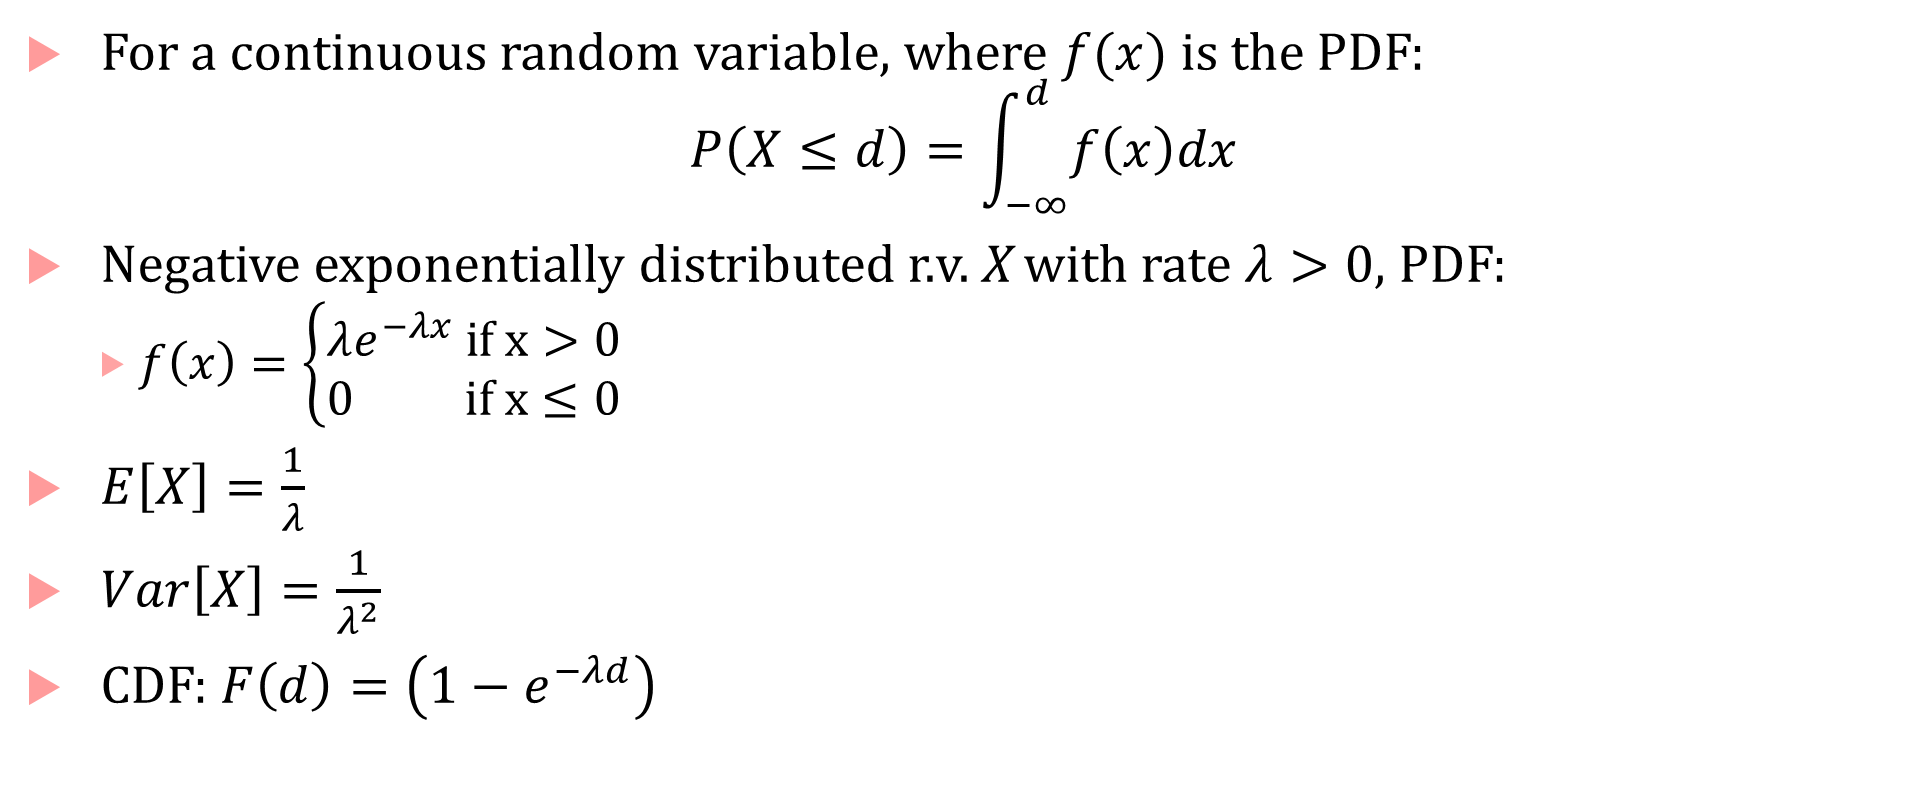 For a continuous random variable, where f(x) is the PDF:
P(X ≤ d) = ∫_{−∞}^{d} f(x)dx
Negative exponentially distributed r.v. X with rate λ > 0, PDF:
f(x) = { λe^{−λx} if x > 0
0 if x ≤ 0
E[X] = 1/λ
Var[X] = 1/λ²
CDF: F(d) = (1 − e^{−λd})